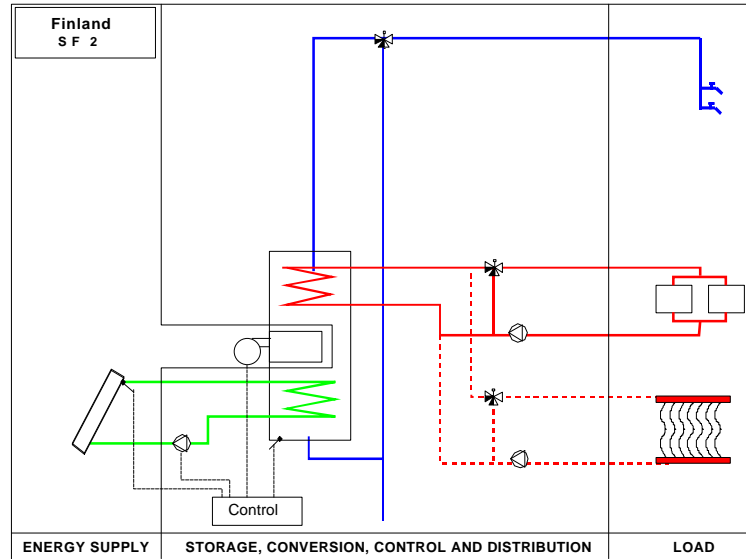 Finland
S F 2
Control
ENERGY SUPPLY
STORAGE, CONVERSION, CONTROL AND DISTRIBUTION
LOAD